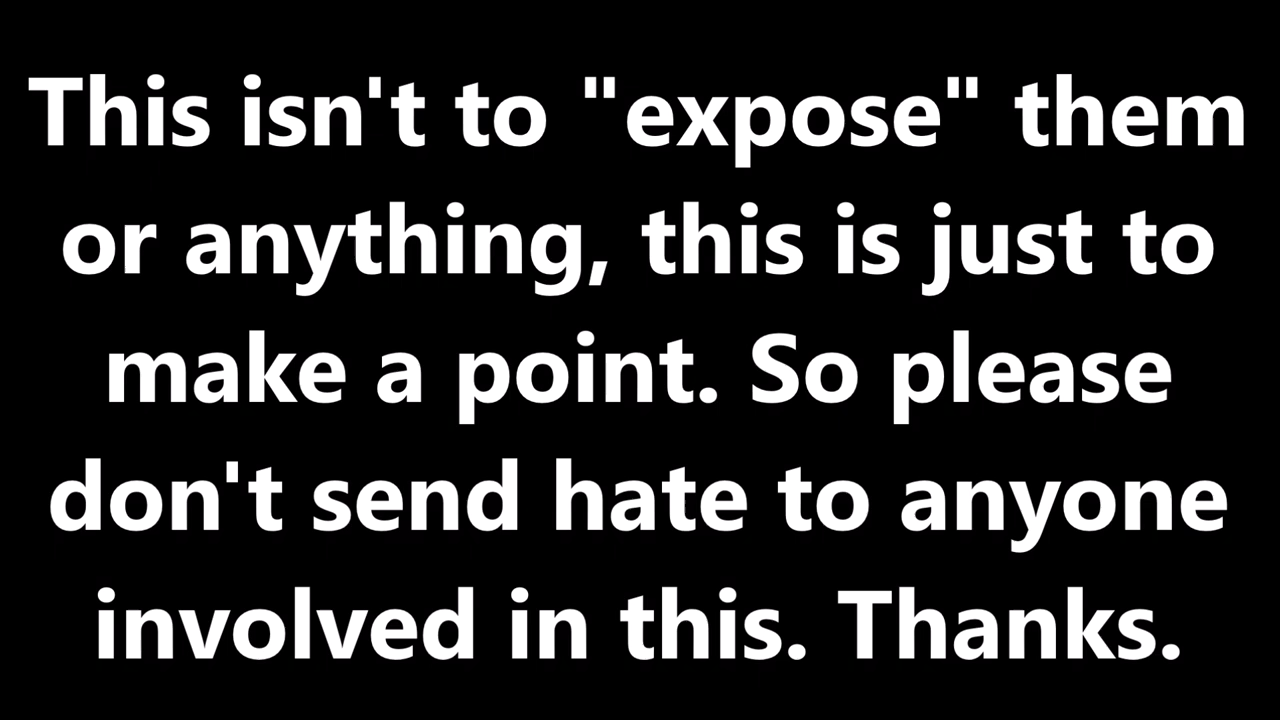 This isn't to "expose" them
or anything, this is just to
make a point. So please
don't send hate to anyone
involved in this. Thanks.